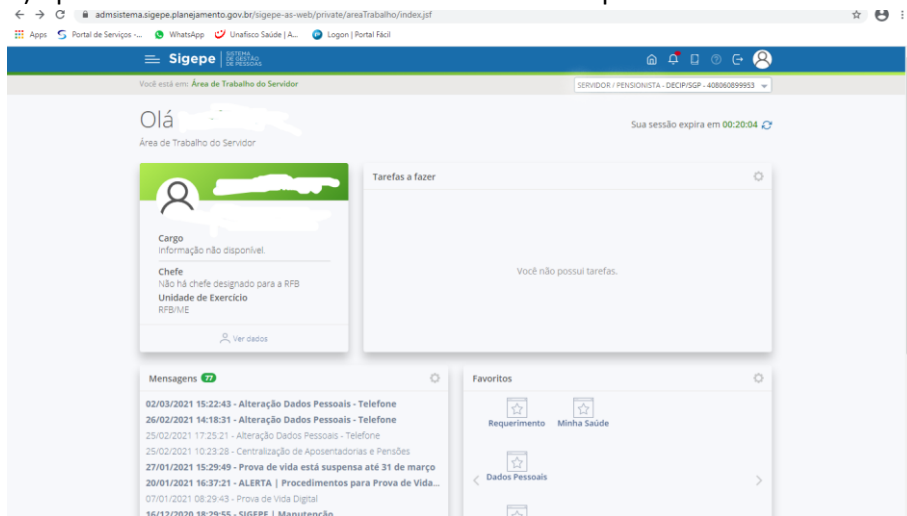 admsistema.sigepe.planejamento.gov.br/sigepe-as-web/private/areaTrabalho/index.jsf
Apps Portal de Serviços -... WhatsApp Unafisco Saúde | A... Logon | Portal Fácil
Sigepe SISTEMA DE GESTÃO DE PESSOAS
Você está em: Área de Trabalho do Servidor
SERVIDOR / PENSIONISTA - DECIP/SGP - 408060899953
Olá
Sua sessão expira em 00:20:04
Área de Trabalho do Servidor
Tarefas a fazer
Cargo
Informação não disponível.
Chefe
Não há chefe designado para a RFB
Unidade de Exercício
RFB/ME
Ver dados
Você não possui tarefas.
Mensagens 77
02/03/2021 15:22:43 - Alteração Dados Pessoais - Telefone
26/02/2021 14:18:31 - Alteração Dados Pessoais - Telefone
25/02/2021 17:25:21 - Alteração Dados Pessoais - Telefone
25/02/2021 10:23:28 - Centralização de Aposentadorias e Pensões
27/01/2021 15:29:49 - Prova de vida está suspensa até 31 de março
20/01/2021 16:37:21 - ALERTA | Procedimentos para Prova de Vida...
07/01/2021 08:29:43 - Prova de Vida Digital
16/12/2020 18:29:55 - SIGEPE | Manutenção
Favoritos
Requerimento Minha Saúde
Dados Pessoais